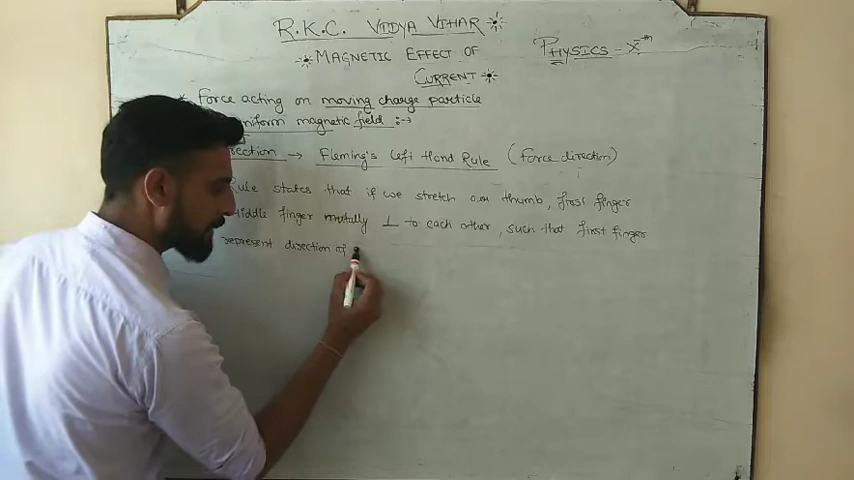 R.K.C. VIDYA VIHAR
MAGNETIC EFFECT OF
CURRENT
PHYSICS - X th
* Force acting on moving charge particle
uniform magnetic field :→
→ Fleming's Left Hand Rule (force direction)
Rule states that if we stretch our thumb, first finger
Middle finger mutally ⊥ to each other, such that first finger
represent direction of